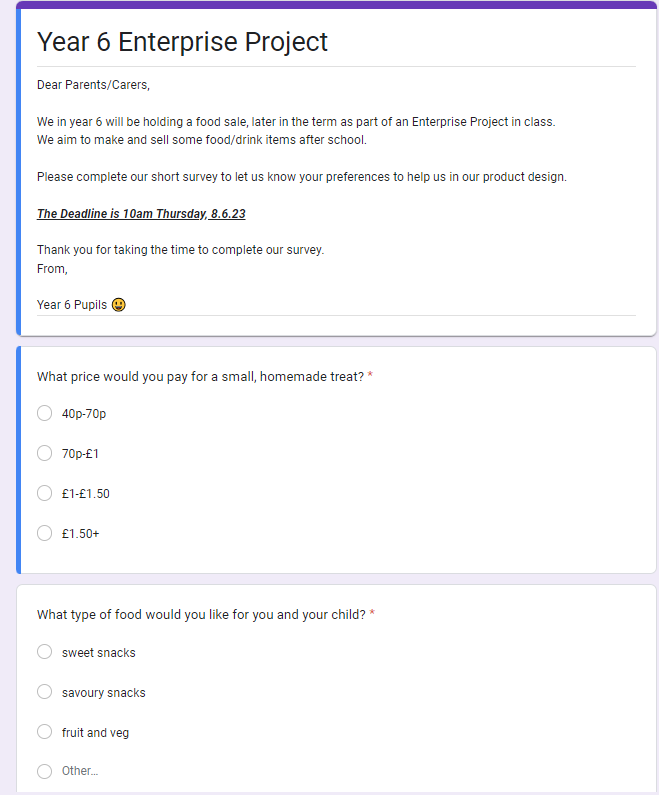 Year 6 Enterprise Project
Dear Parents/Carers,
We in year 6 will be holding a food sale, later in the term as part of an Enterprise Project in class.
We aim to make and sell some food/drink items after school.
Please complete our short survey to let us know your preferences to help us in our product design.
The Deadline is 10am Thursday, 8.6.23
Thank you for taking the time to complete our survey.
From,
Year 6 Pupils 😃
What price would you pay for a small, homemade treat? *
40p-70p
70p-£1
£1-£1.50
£1.50+
What type of food would you like for you and your child? *
sweet snacks
savoury snacks
fruit and veg
Other...